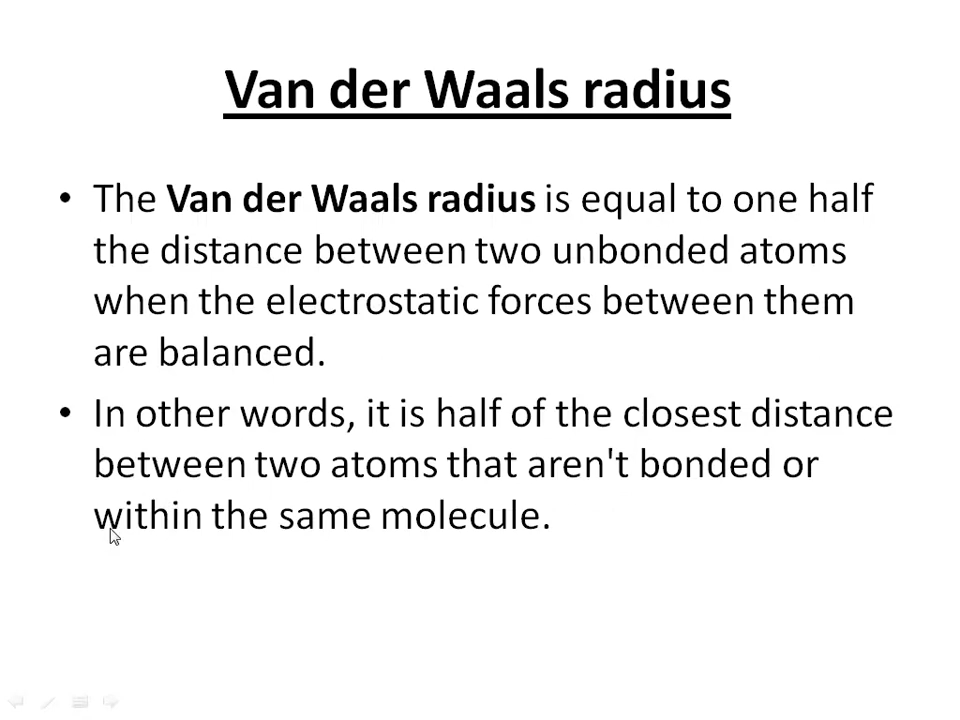 Van der Waals radius
• The Van der Waals radius is equal to one half
the distance between two unbonded atoms
when the electrostatic forces between them
are balanced.
• In other words, it is half of the closest distance
between two atoms that aren't bonded or
within the same molecule.